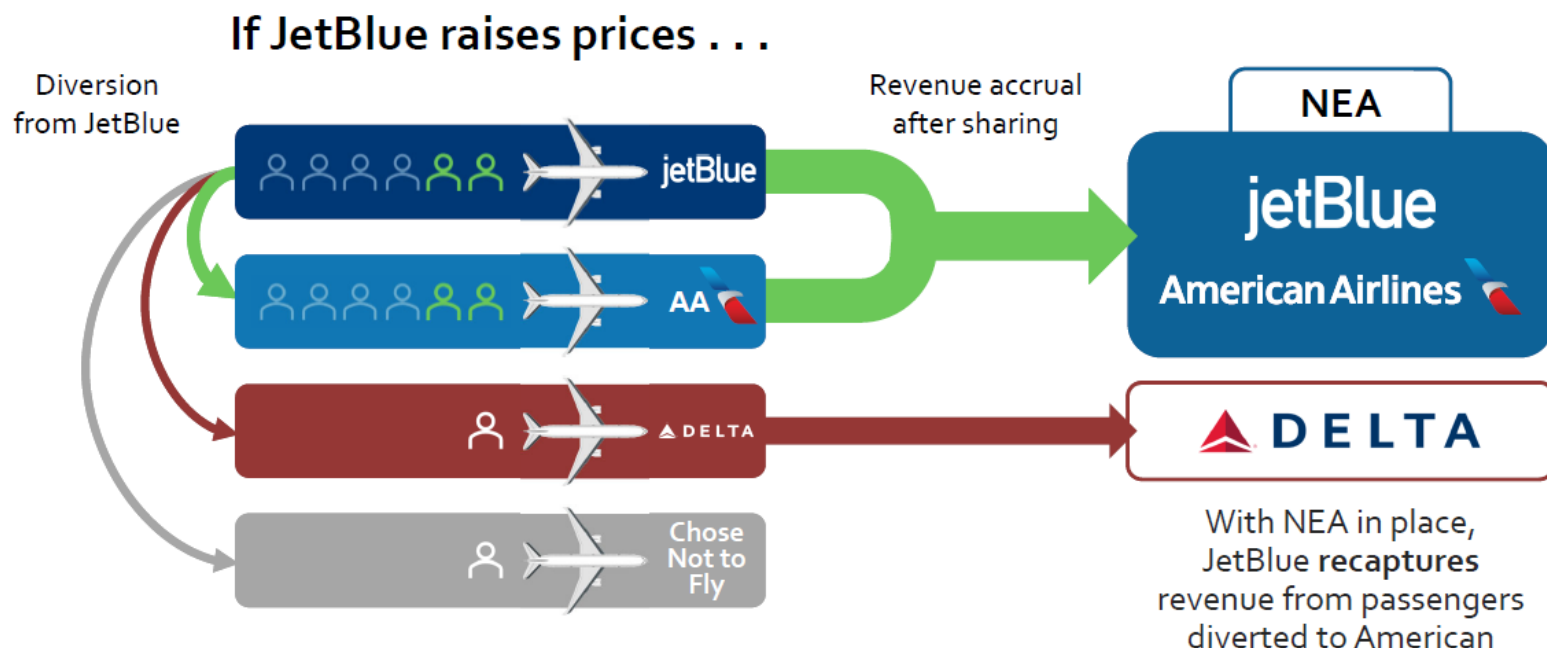 If JetBlue raises prices . . .
Diversion
from JetBlue
Revenue accrual
after sharing
NEA
jetBlue
AA
DELTA
Chose
Not to
Fly
jetBlue
American Airlines
DELTA
With NEA in place,
JetBlue recaptures
revenue from passengers
diverted to American